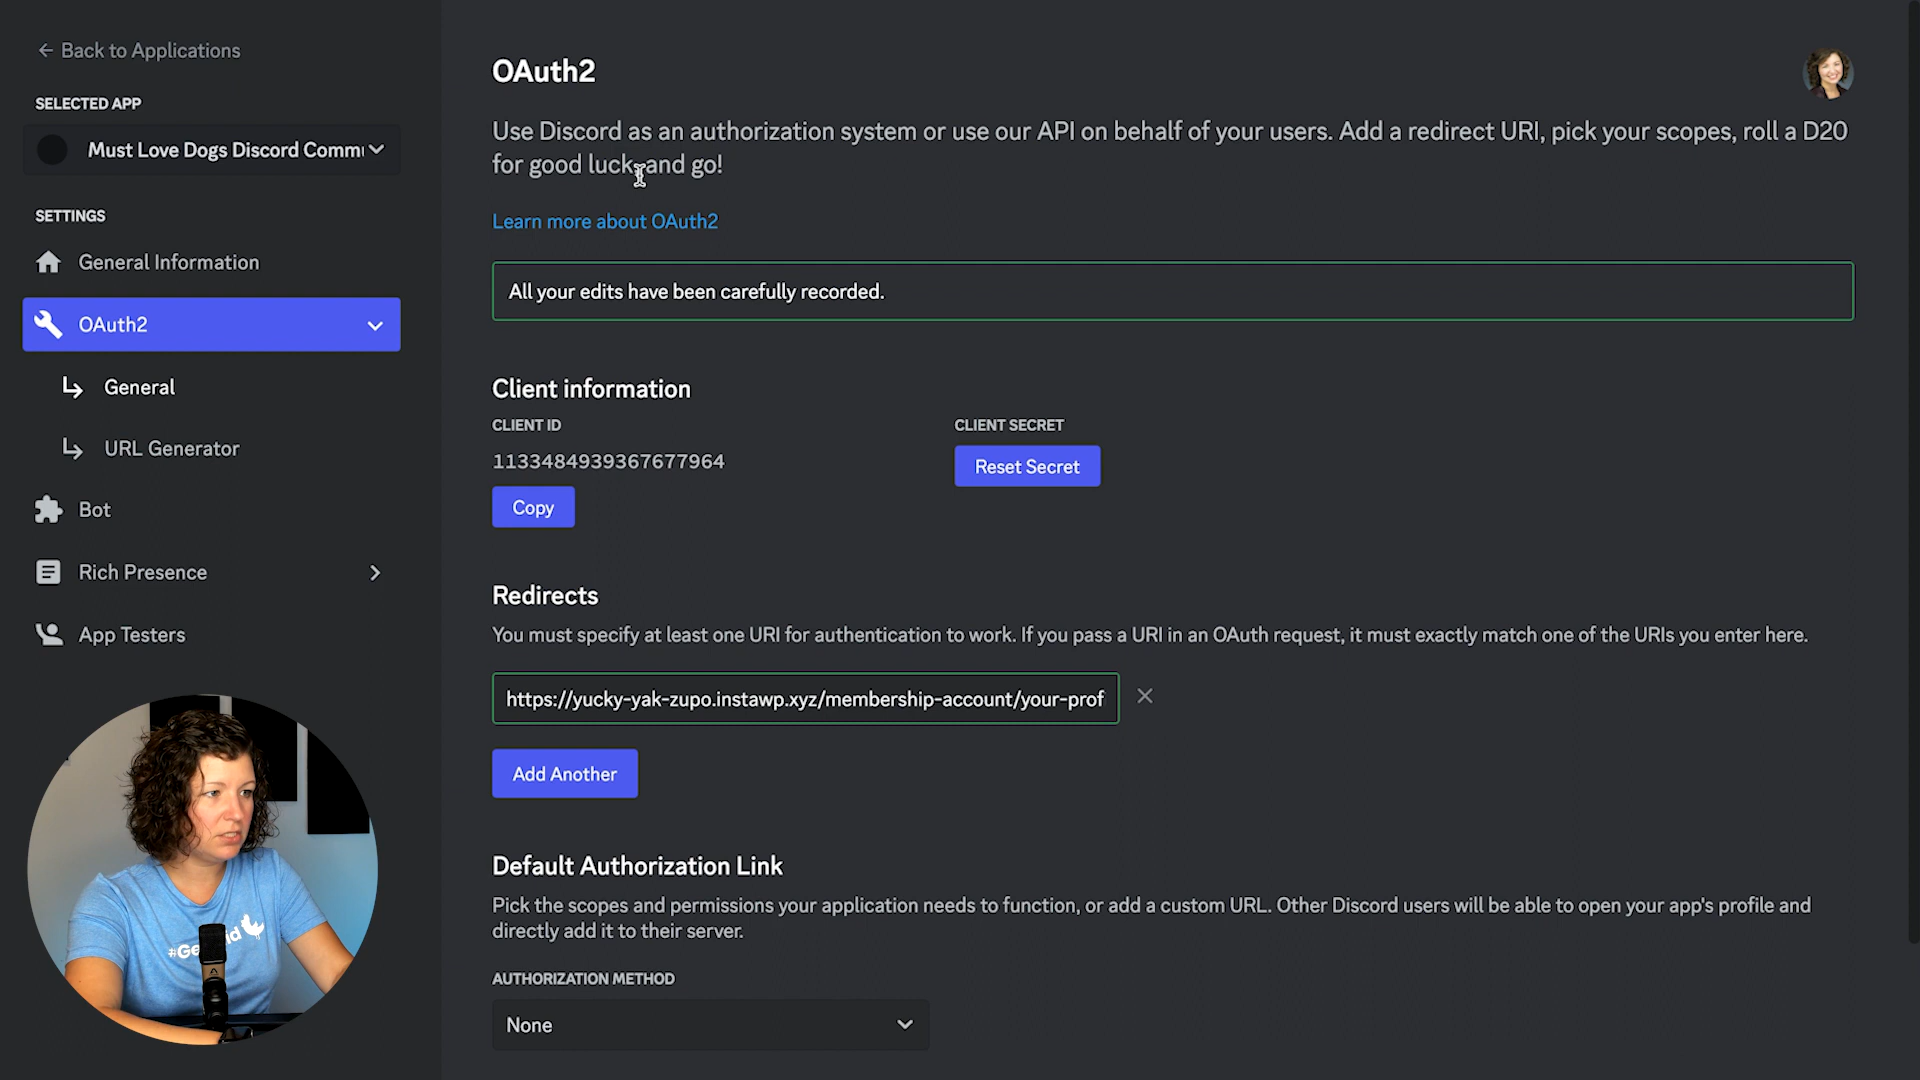 Back to Applications
SELECTED APP
Must Love Dogs Discord Commu
SETTINGS
General Information
OAuth2
General
URL Generator
Bot
Rich Presence
App Testers
OAuth2
Use Discord as an authorization system or use our API on behalf of your users. Add a redirect URI, pick your scopes, roll a D20
for good luck, and go!
Learn more about OAuth2
All your edits have been carefully recorded.
Client information
CLIENT ID
1133484939367677964
Copy
CLIENT SECRET
Reset Secret
Redirects
You must specify at least one URI for authentication to work. If you pass a URI in an OAuth request, it must exactly match one of the URIs you enter here.
https://yucky-yak-zupo.instawp.xyz/membership-account/your-prof
Add Another
Default Authorization Link
Pick the scopes and permissions your application needs to function, or add a custom URL. Other Discord users will be able to open your app's profile and
directly add it to their server.
AUTHORIZATION METHOD
None